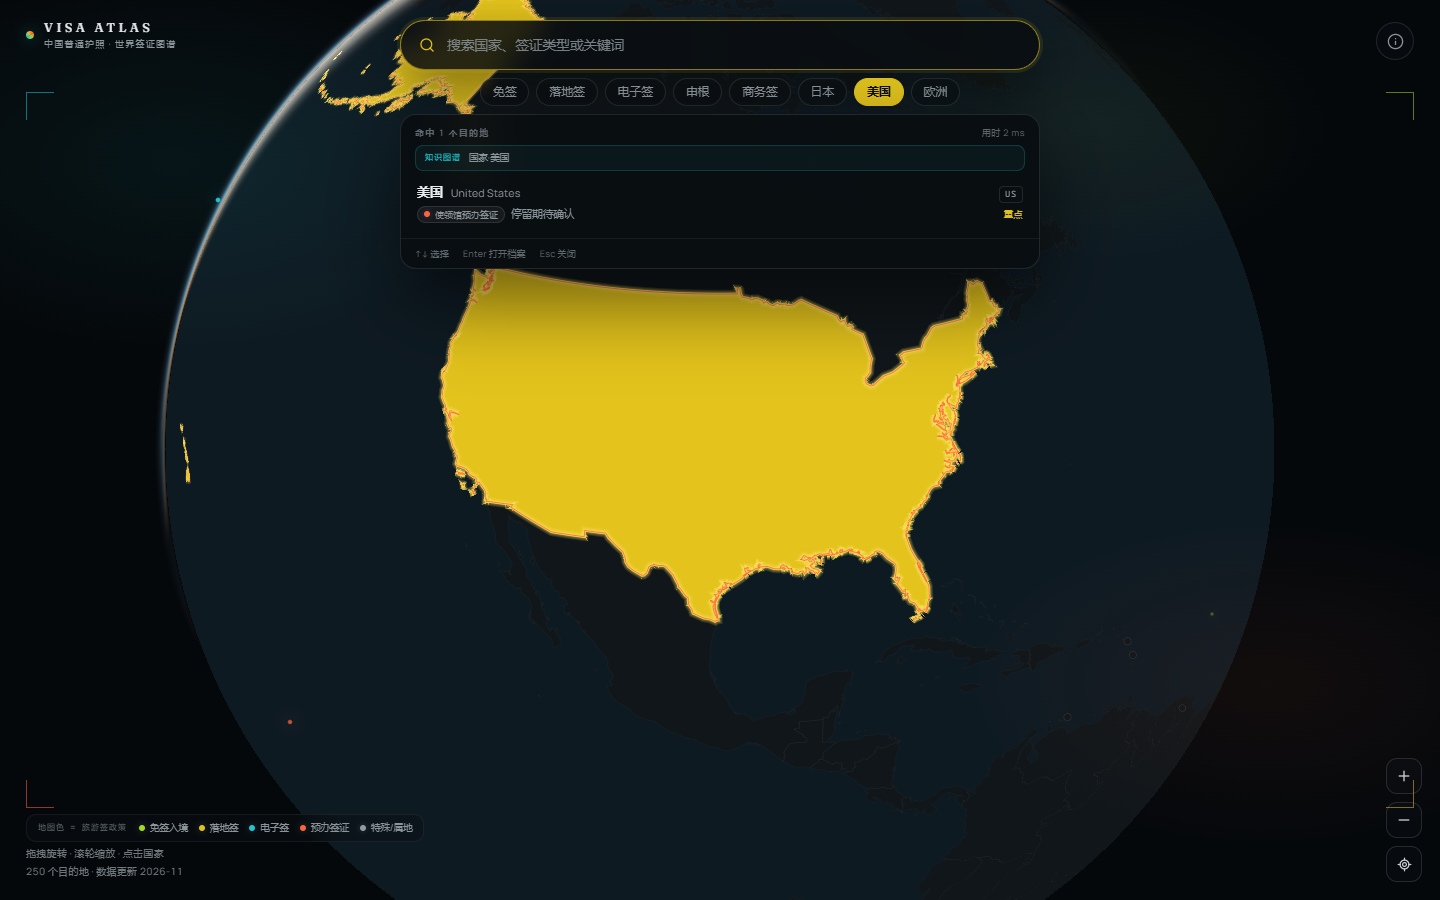 VISA ATLAS
中国普通护照 · 世界签证图谱
搜索国家、签证类型或关键词
免签 落地签 电子签 申根 商务签 日本 美国 欧洲
命中 1 个目的地 用时 2 ms
知识图谱 国家 美国
美国 United States US
使领馆预办签证 停留期待确认 重点
↑↓ 选择 Enter 打开档案 Esc 关闭
地图色 = 旅游签政策 免签入境 落地签 电子签 预办签证 特殊/属地
拖拽旋转 · 滚轮缩放 · 点击国家
250 个目的地 · 数据更新 2026-11